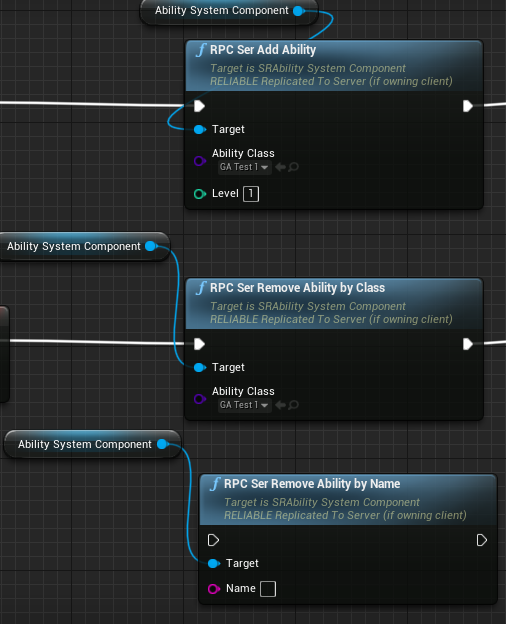 Ability System Component
f RPC Ser Add Ability
Target is SRAbility System Component
RELIABLE Replicated To Server (if owning client)
Target
Ability Class
GA Test 1
Level 1
Ability System Component
f RPC Ser Remove Ability by Class
Target is SRAbility System Component
RELIABLE Replicated To Server (if owning client)
Target
Ability Class
GA Test 1
Ability System Component
f RPC Ser Remove Ability by Name
Target is SRAbility System Component
RELIABLE Replicated To Server (if owning client)
Target
Name